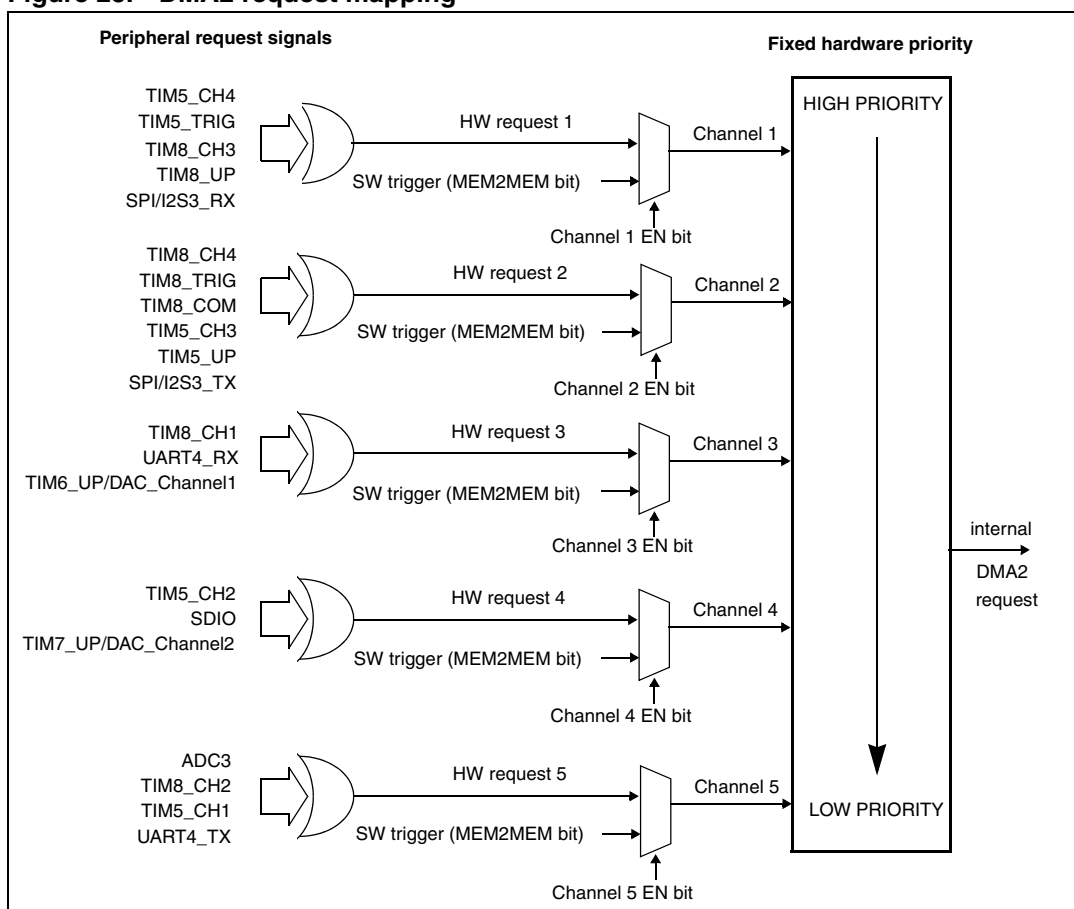 Peripheral request signals
Fixed hardware priority
TIM5_CH4
TIM5_TRIG
TIM8_CH3
TIM8_UP
SPI/I2S3_RX
HW request 1
SW trigger (MEM2MEM bit)
Channel 1
Channel 1 EN bit
HIGH PRIORITY
TIM8_CH4
TIM8_TRIG
TIM8_COM
TIM5_CH3
TIM5_UP
SPI/I2S3_TX
HW request 2
SW trigger (MEM2MEM bit)
Channel 2
Channel 2 EN bit
TIM8_CH1
UART4_RX
TIM6_UP/DAC_Channel1
HW request 3
SW trigger (MEM2MEM bit)
Channel 3
Channel 3 EN bit
internal
DMA2
request
TIM5_CH2
SDIO
TIM7_UP/DAC_Channel2
HW request 4
SW trigger (MEM2MEM bit)
Channel 4
Channel 4 EN bit
ADC3
TIM8_CH2
TIM5_CH1
UART4_TX
HW request 5
SW trigger (MEM2MEM bit)
Channel 5
Channel 5 EN bit
LOW PRIORITY